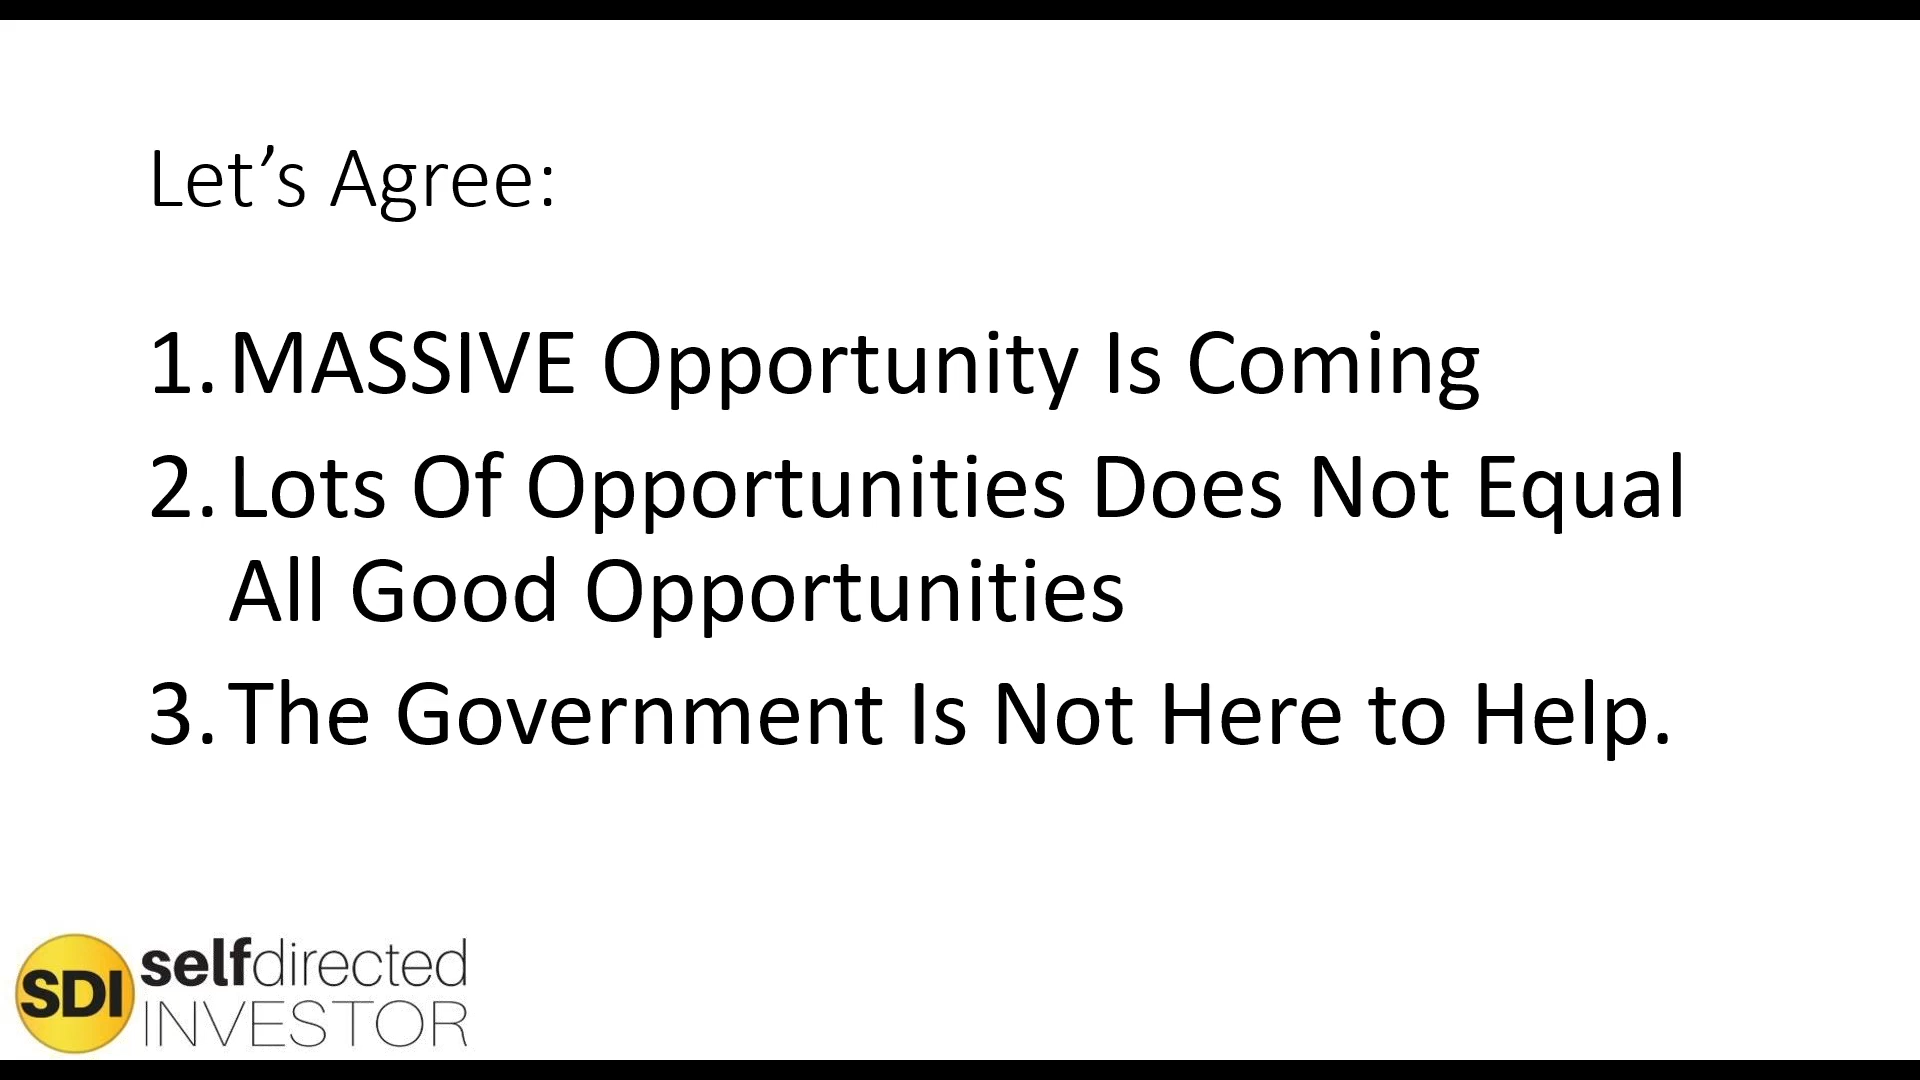 Let’s Agree:
1. MASSIVE Opportunity Is Coming
2. Lots Of Opportunities Does Not Equal
All Good Opportunities
3. The Government Is Not Here to Help.
SDI selfdirected
INVESTOR